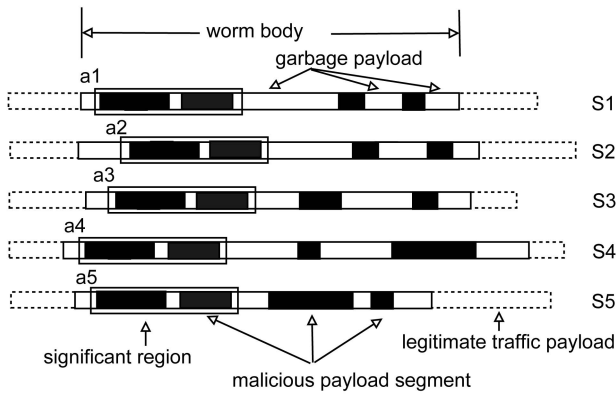 worm body
garbage payload
a1
S1
a2
S2
a3
S3
a4
S4
a5
S5
significant region
malicious payload segment
legitimate traffic payload